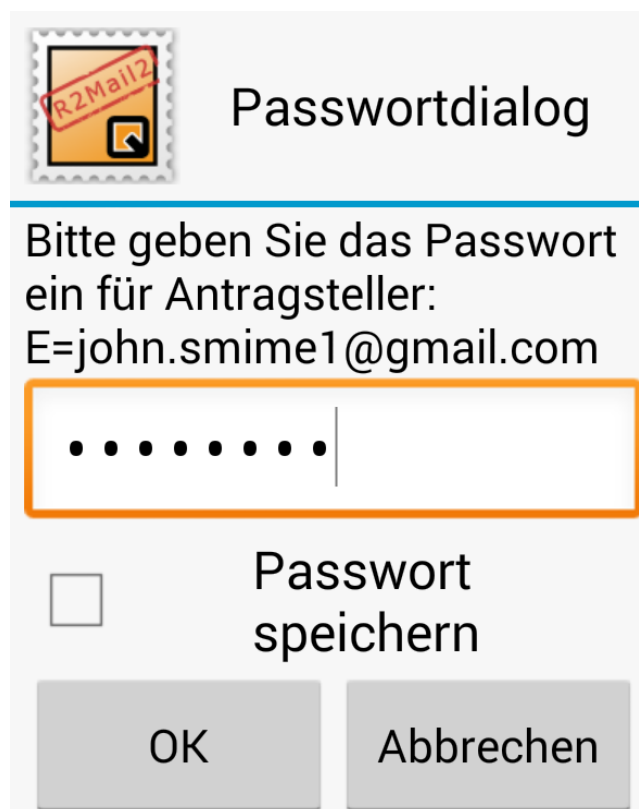 R2Mail2
Passwortdialog
Bitte geben Sie das Passwort
ein für Antragsteller:
E=john.smime1@gmail.com
••••••••
Passwort
speichern
OK
Abbrechen